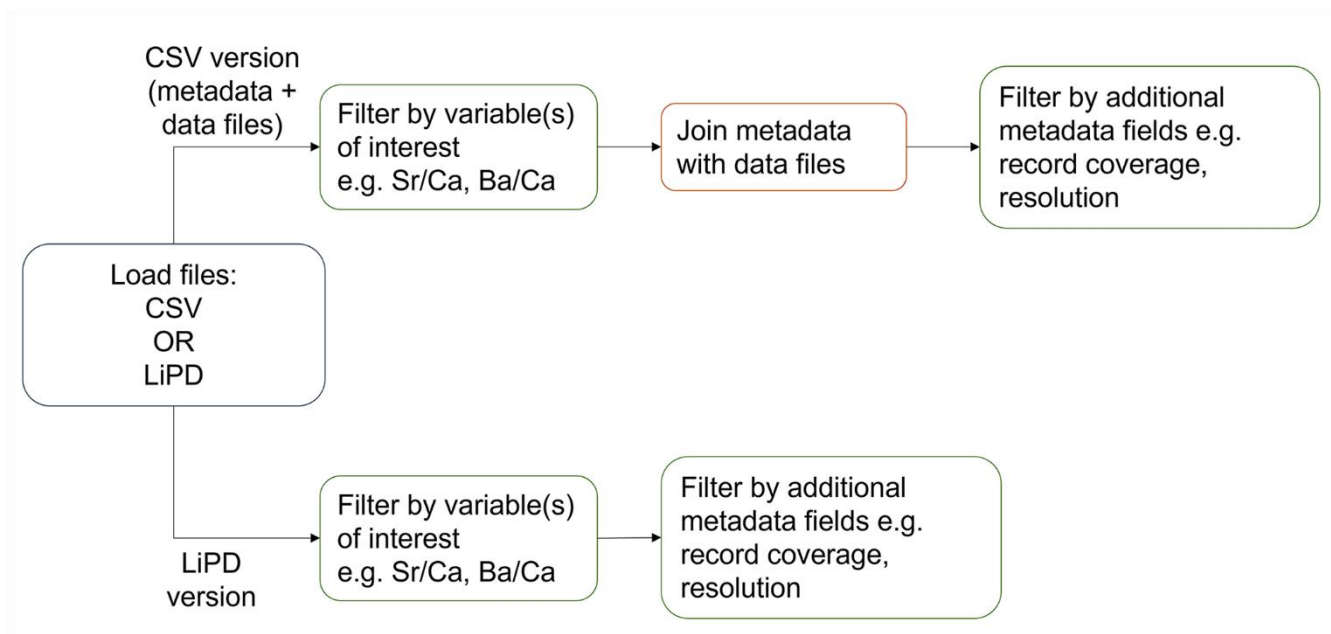 CSV version
(metadata +
data files)
Filter by variable(s)
of interest
e.g. Sr/Ca, Ba/Ca
Join metadata
with data files
Filter by additional
metadata fields e.g.
record coverage,
resolution
Load files:
CSV
OR
LiPD
LiPD
version
Filter by variable(s)
of interest
e.g. Sr/Ca, Ba/Ca
Filter by additional
metadata fields e.g.
record coverage,
resolution